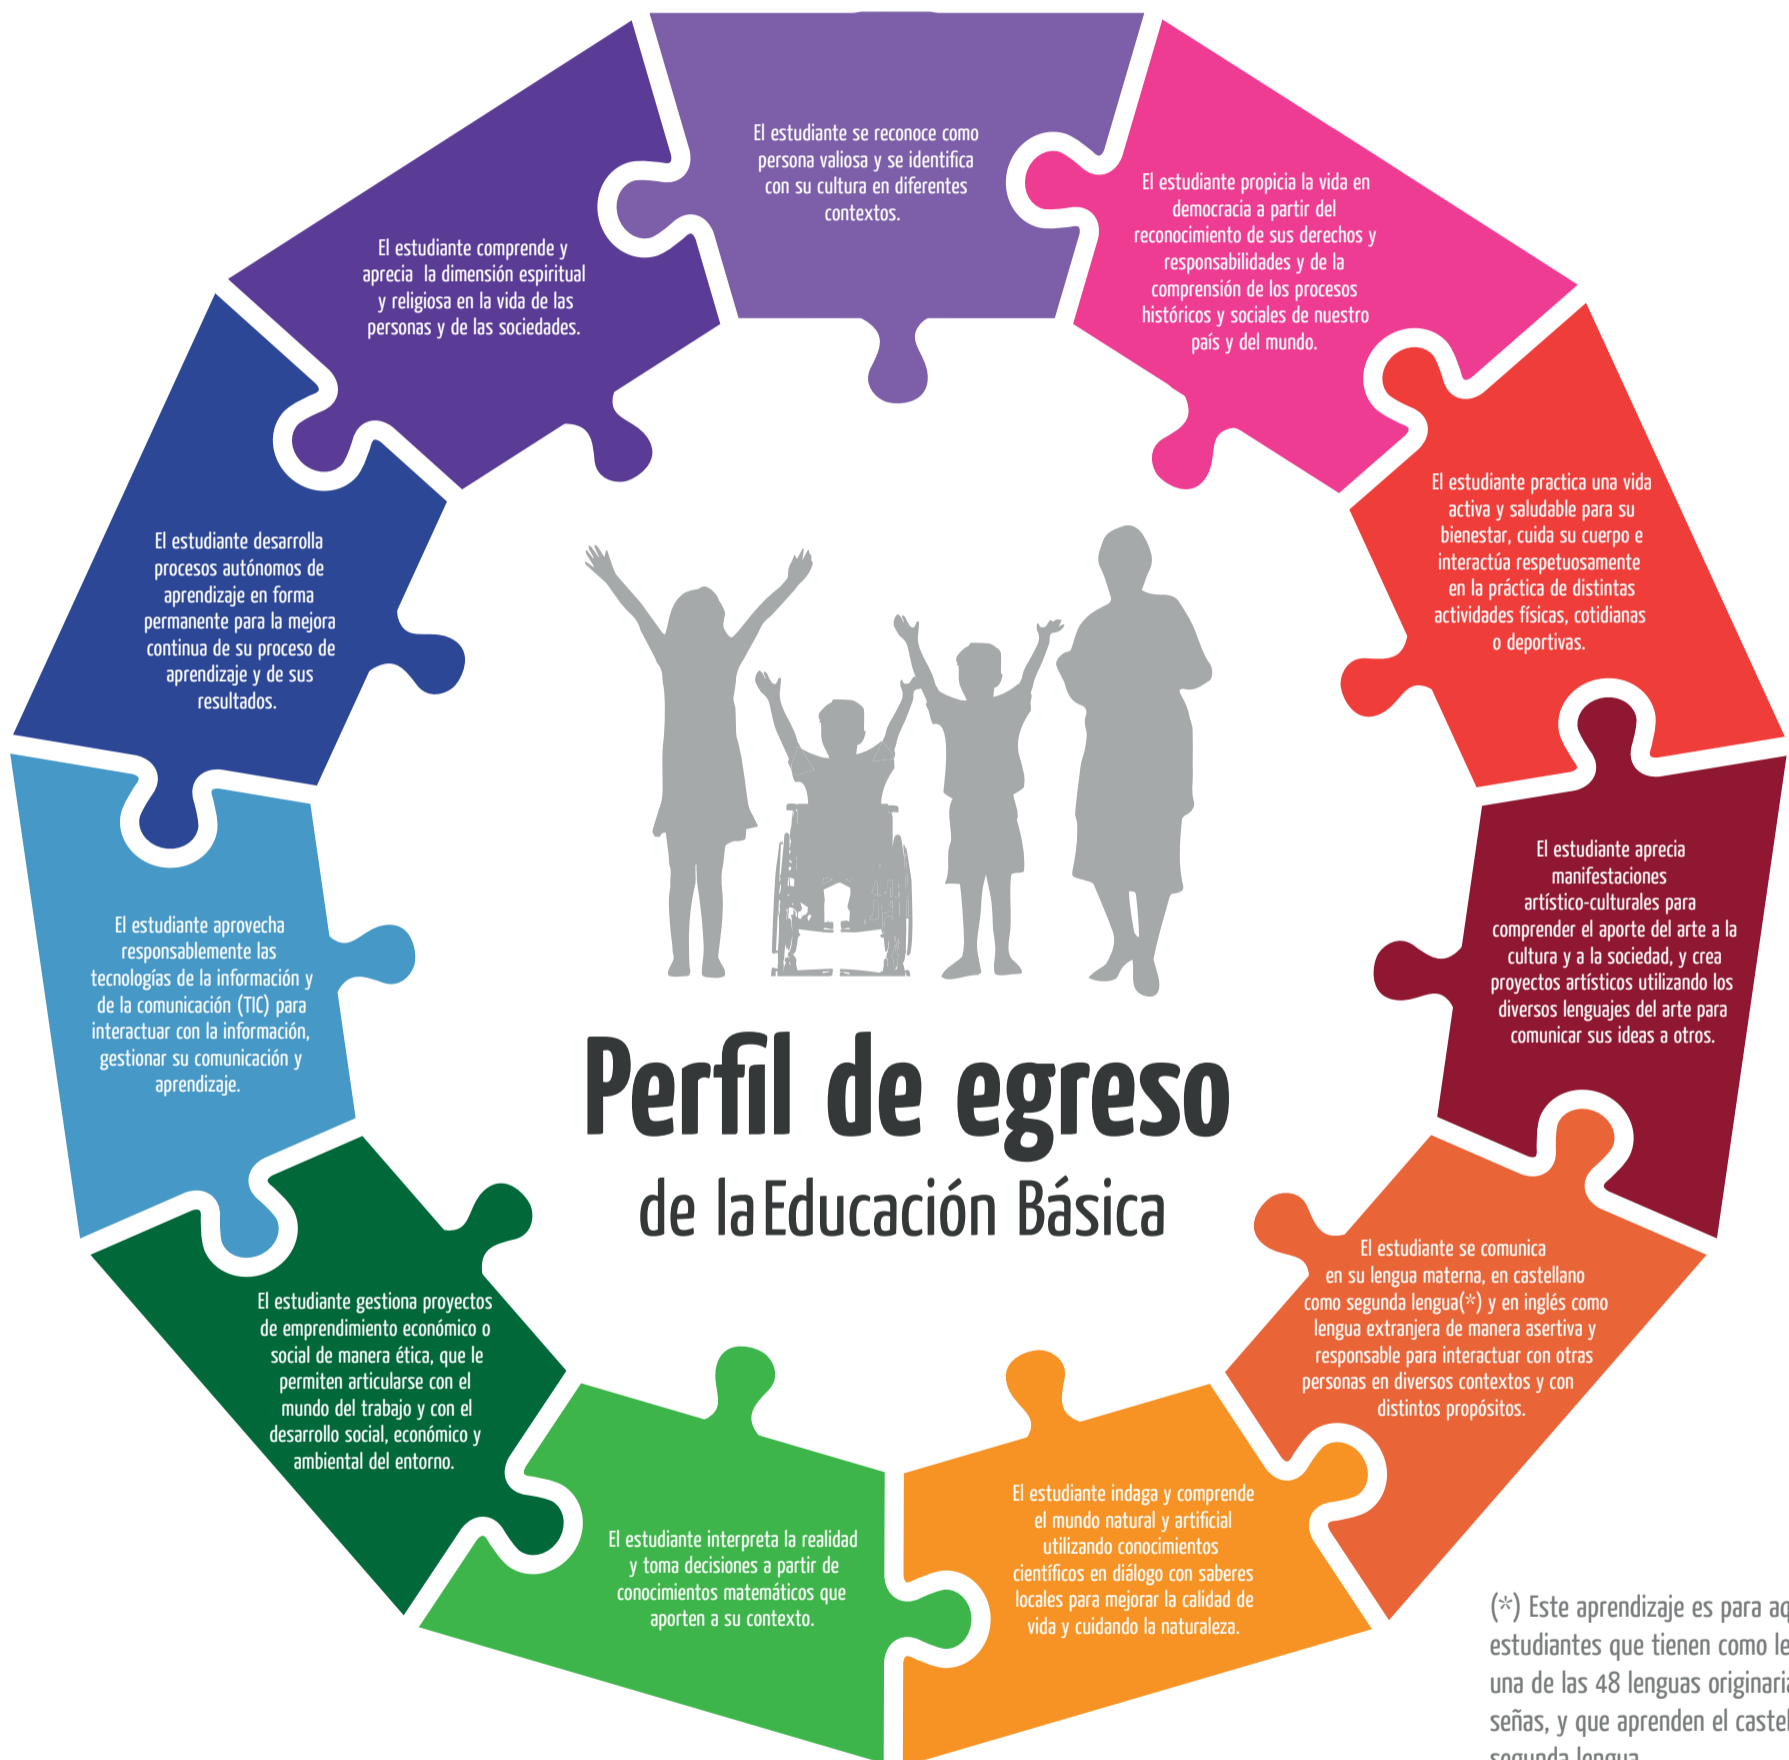 El estudiante se reconoce como
persona valiosa y se identifica
con su cultura en diferentes
contextos.
El estudiante propicia la vida en
democracia a partir del
reconocimiento de sus derechos y
responsabilidades y de la
comprensión de los procesos
históricos y sociales de nuestro
país y del mundo.
El estudiante practica una vida
activa y saludable para su
bienestar, cuida su cuerpo e
interactúa respetuosamente
en la práctica de distintas
actividades físicas, cotidianas
o deportivas.
El estudiante aprecia
manifestaciones
artístico-culturales para
comprender el aporte del arte a la
cultura y a la sociedad, y crea
proyectos artísticos utilizando los
diversos lenguajes del arte para
comunicar sus ideas a otros.
El estudiante se comunica
en su lengua materna, en castellano
como segunda lengua(*) y en inglés como
lengua extranjera de manera asertiva y
responsable para interactuar con otras
personas en diversos contextos y con
distintos propósitos.
El estudiante indaga y comprende
el mundo natural y artificial
utilizando conocimientos
científicos en diálogo con saberes
locales para mejorar la calidad de
vida y cuidando la naturaleza.
El estudiante interpreta la realidad
y toma decisiones a partir de
conocimientos matemáticos que
aporten a su contexto.
El estudiante gestiona proyectos
de emprendimiento económico o
social de manera ética, que le
permiten articularse con el
mundo del trabajo y con el
desarrollo social, económico y
ambiental del entorno.
El estudiante aprovecha
responsablemente las
tecnologías de la información y
de la comunicación (TIC) para
interactuar con la información,
gestionar su comunicación y
aprendizaje.
El estudiante desarrolla
procesos autónomos de
aprendizaje en forma
permanente para la mejora
continua de su proceso de
aprendizaje y de sus
resultados.
El estudiante comprende y
aprecia la dimensión espiritual
y religiosa en la vida de las
personas y de las sociedades.
Perfil de egreso
de la Educación Básica
(*) Este aprendizaje es para
estudiantes que tienen como
una de las 48 lenguas
señas, y que aprenden el
segunda lengua